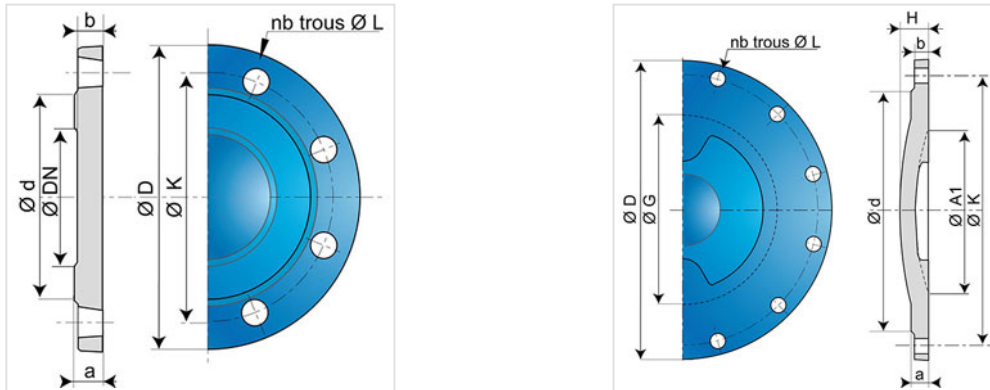 b
nb trous Ø L
Ø d
Ø DN
Ø D
Ø K
a
nb trous Ø L
Ø D
Ø G
H
b
Ø d
Ø A1
Ø K
a